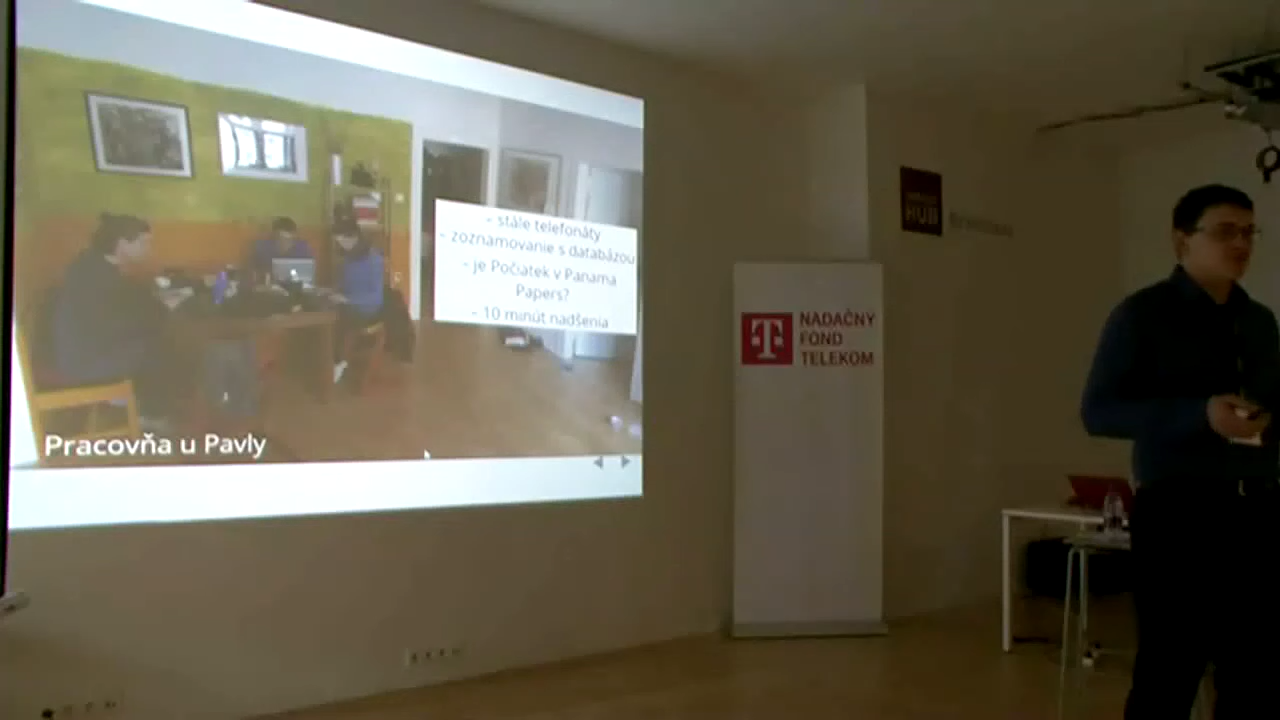 – stále telefonáty
– zoznamovanie s databázou
– je Počiatek v Panama
Papers?
– 10 minút nadšenia
Pracovňa u Pavly
T
NADAČNÝ
FOND
TELEKOM
HUB